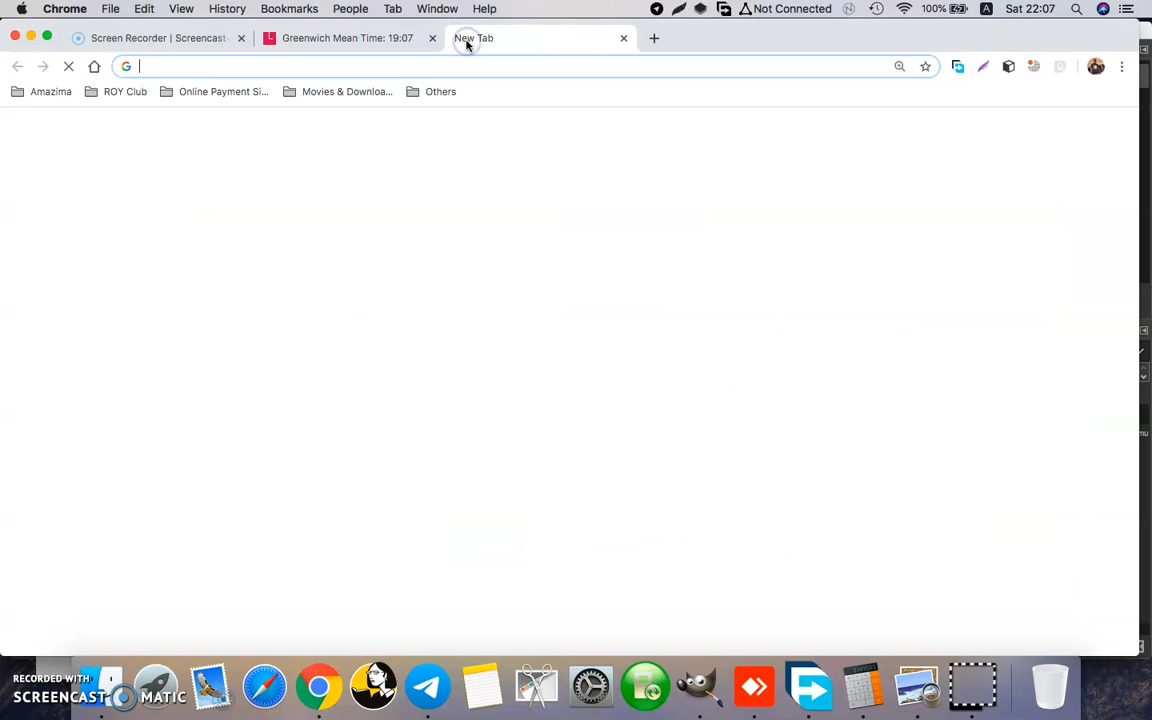 Chrome File Edit View History Bookmarks People Tab Window Help Not Connected 100% A Sat 22:07
Screen Recorder | Screencast- Greenwich Mean Time: 19:07 New Tab
Amazima ROY Club Online Payment Si... Movies & Downloa... Others
RECORDED WITH
SCREENCAST MATIC